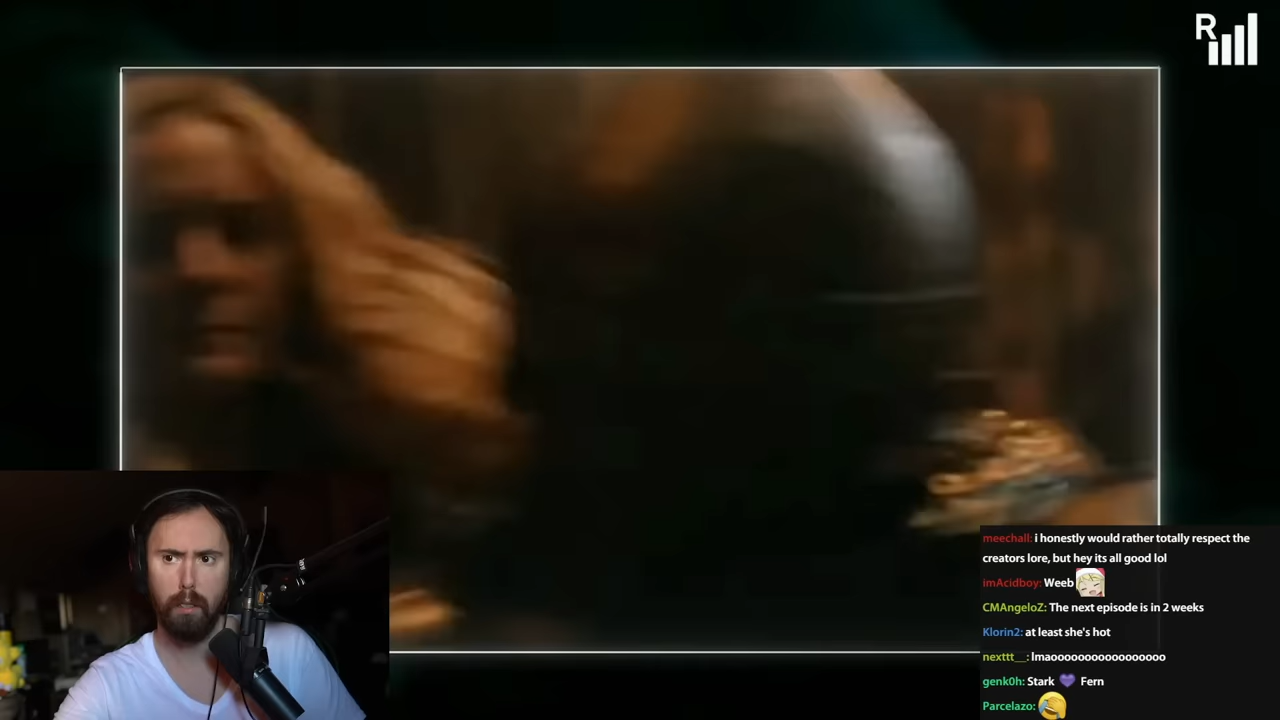 R
meechall: i honestly would rather totally respect the
creators lore, but hey its all good lol
imAcidboy: Weeb
CMAngeloZ: The next episode is in 2 weeks
Klorin2: at least she's hot
nexttt__: lmaooooooooooooooooo
genk0h: Stark 💜 Fern
Parcelazo: 😂